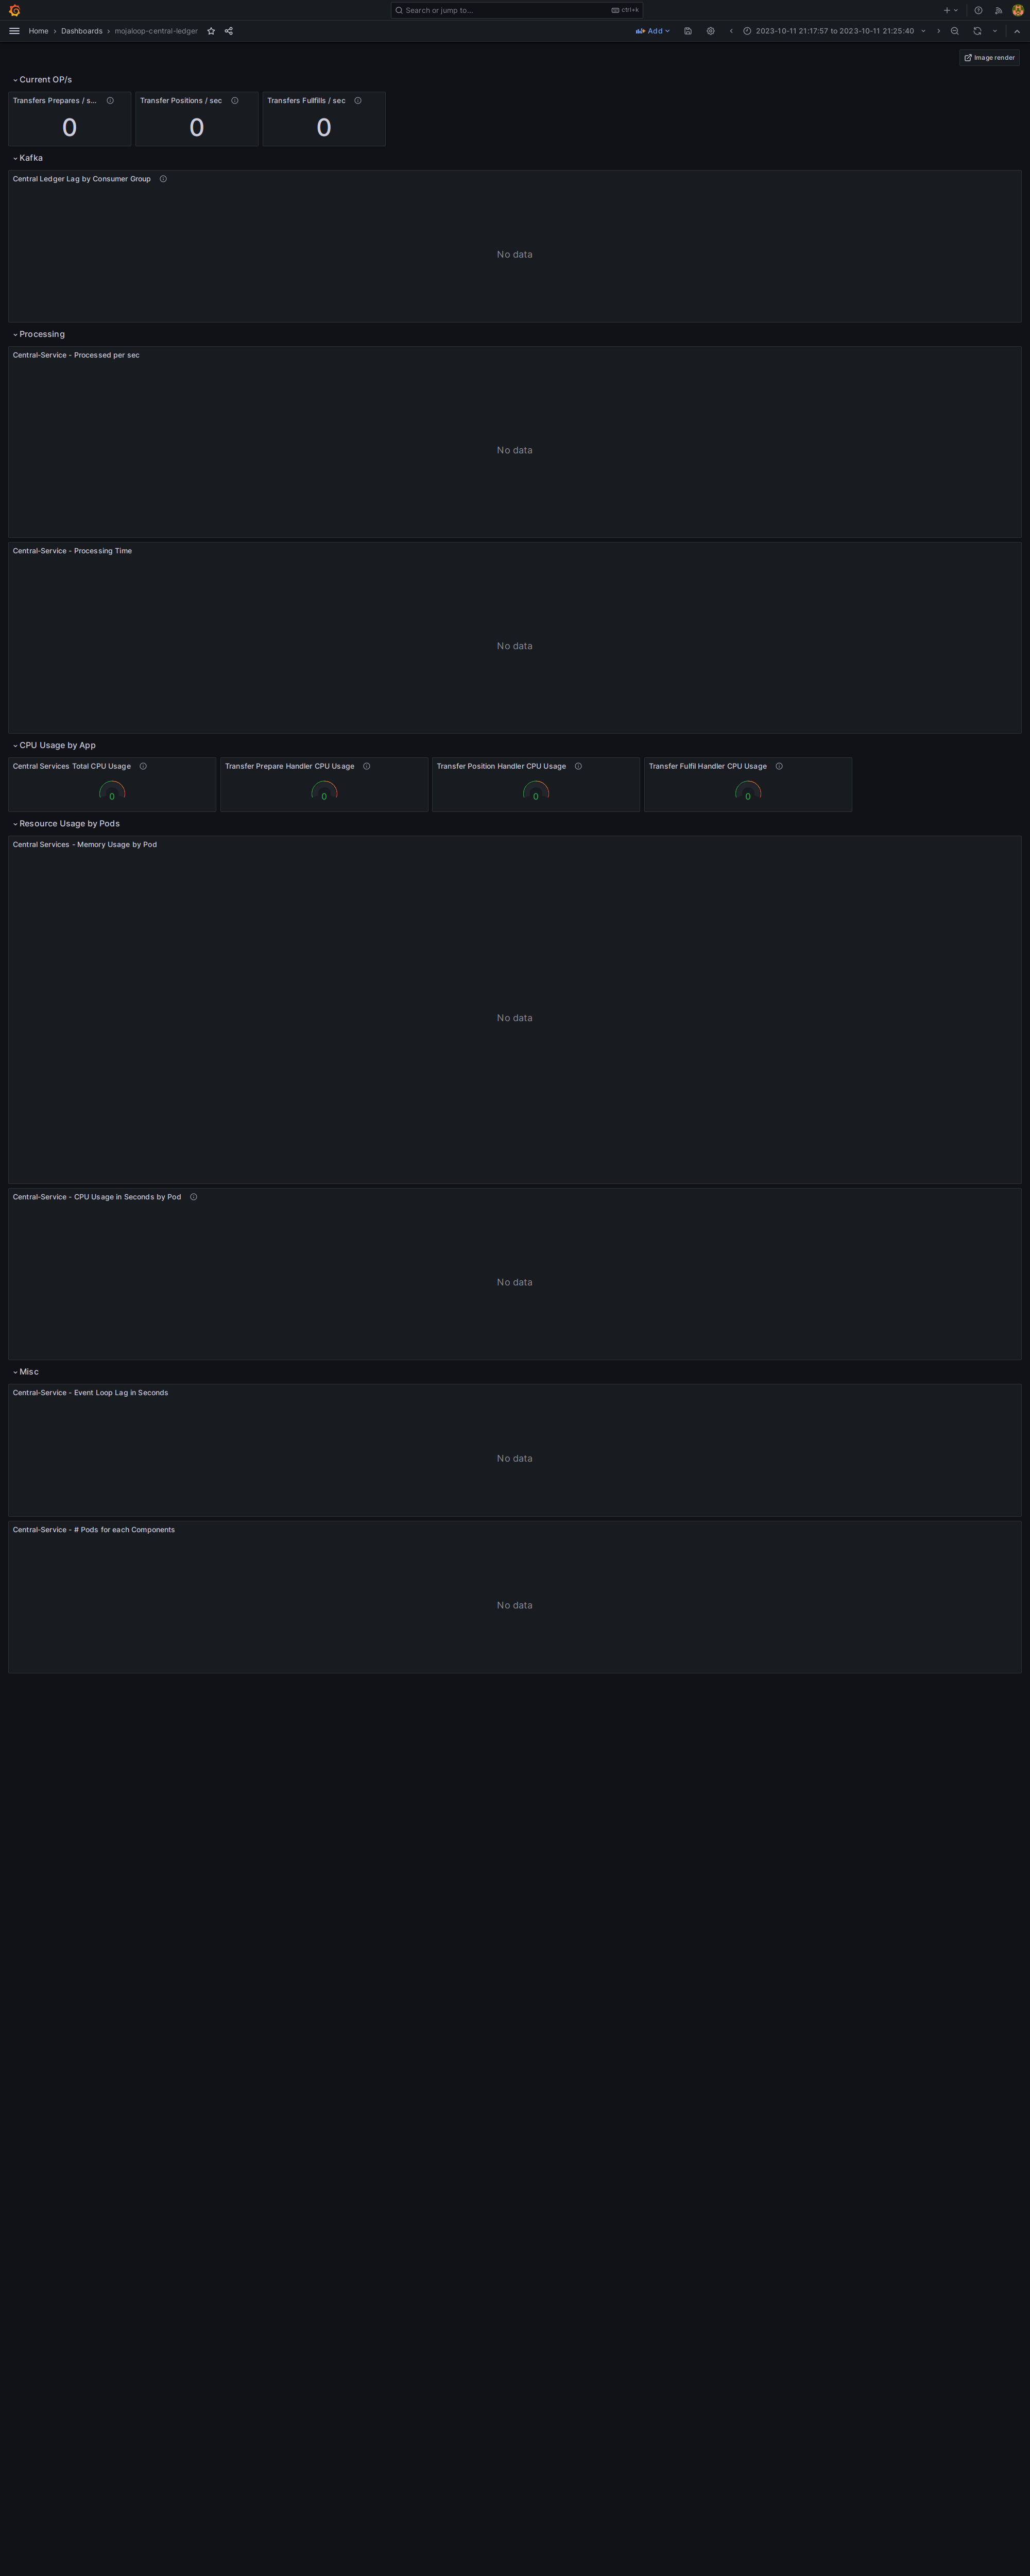 Search or jump to... ctrl+k
Home › Dashboards › mojaloop-central-ledger Add 2023-10-11 21:17:57 to 2023-10-11 21:25:40
Image render
Current OP/s
Transfers Prepares / s... Transfer Positions / sec Transfers Fullfills / sec
0 0 0
Kafka
Central Ledger Lag by Consumer Group
No data
Processing
Central-Service - Processed per sec
No data
Central-Service - Processing Time
No data
CPU Usage by App
Central Services Total CPU Usage Transfer Prepare Handler CPU Usage Transfer Position Handler CPU Usage Transfer Fulfil Handler CPU Usage
0 0 0 0
Resource Usage by Pods
Central Services - Memory Usage by Pod
No data
Central-Service - CPU Usage in Seconds by Pod
No data
Misc
Central-Service - Event Loop Lag in Seconds
No data
Central-Service - # Pods for each Components
No data